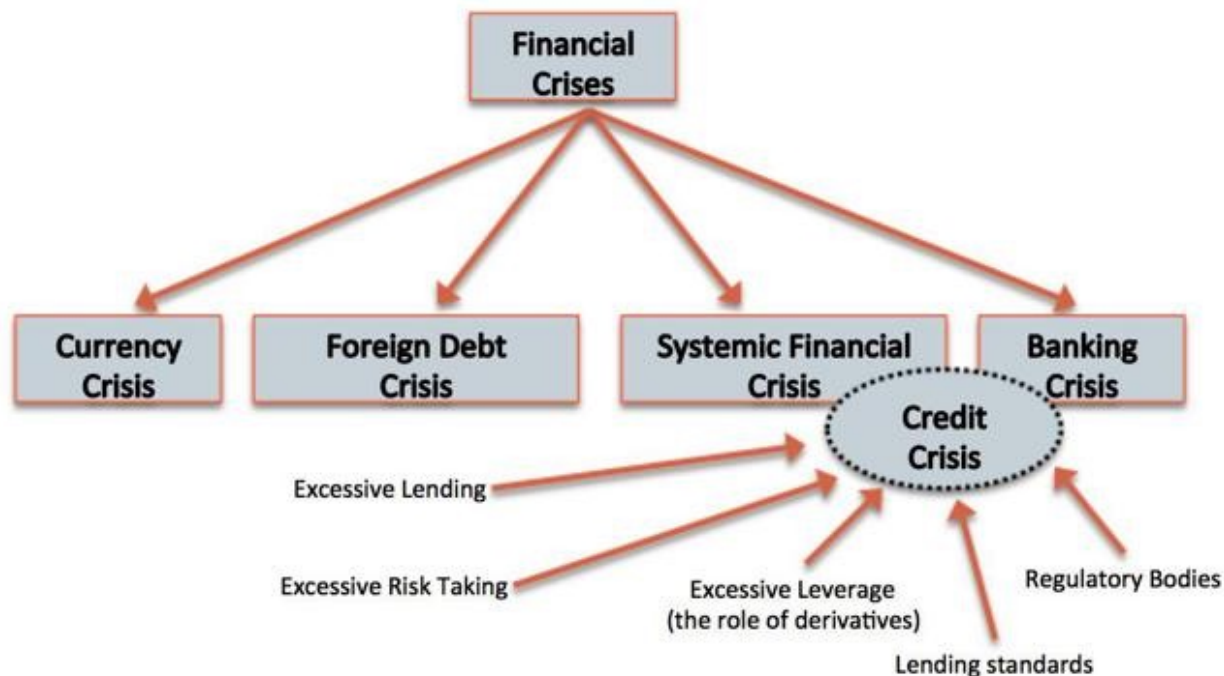 Financial
Crises
Currency
Crisis
Foreign Debt
Crisis
Systemic Financial
Crisis
Banking
Crisis
Credit
Crisis
Excessive Lending
Excessive Risk Taking
Excessive Leverage
(the role of derivatives)
Regulatory Bodies
Lending standards